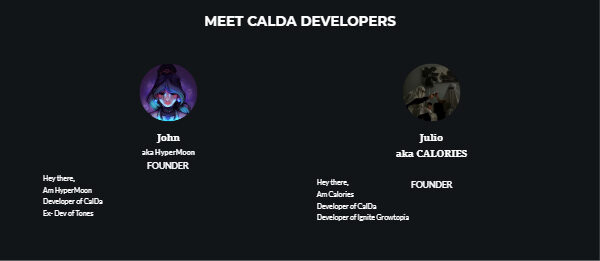 MEET CALDA DEVELOPERS
John
aka HyperMoon
FOUNDER
Hey there,
Am HyperMoon
Developer of CalDa
Ex- Dev of Tones
Julio
aka CALORIES
FOUNDER
Hey there,
Am Calories
Developer of CalDa
Developer of Ignite Growtopia